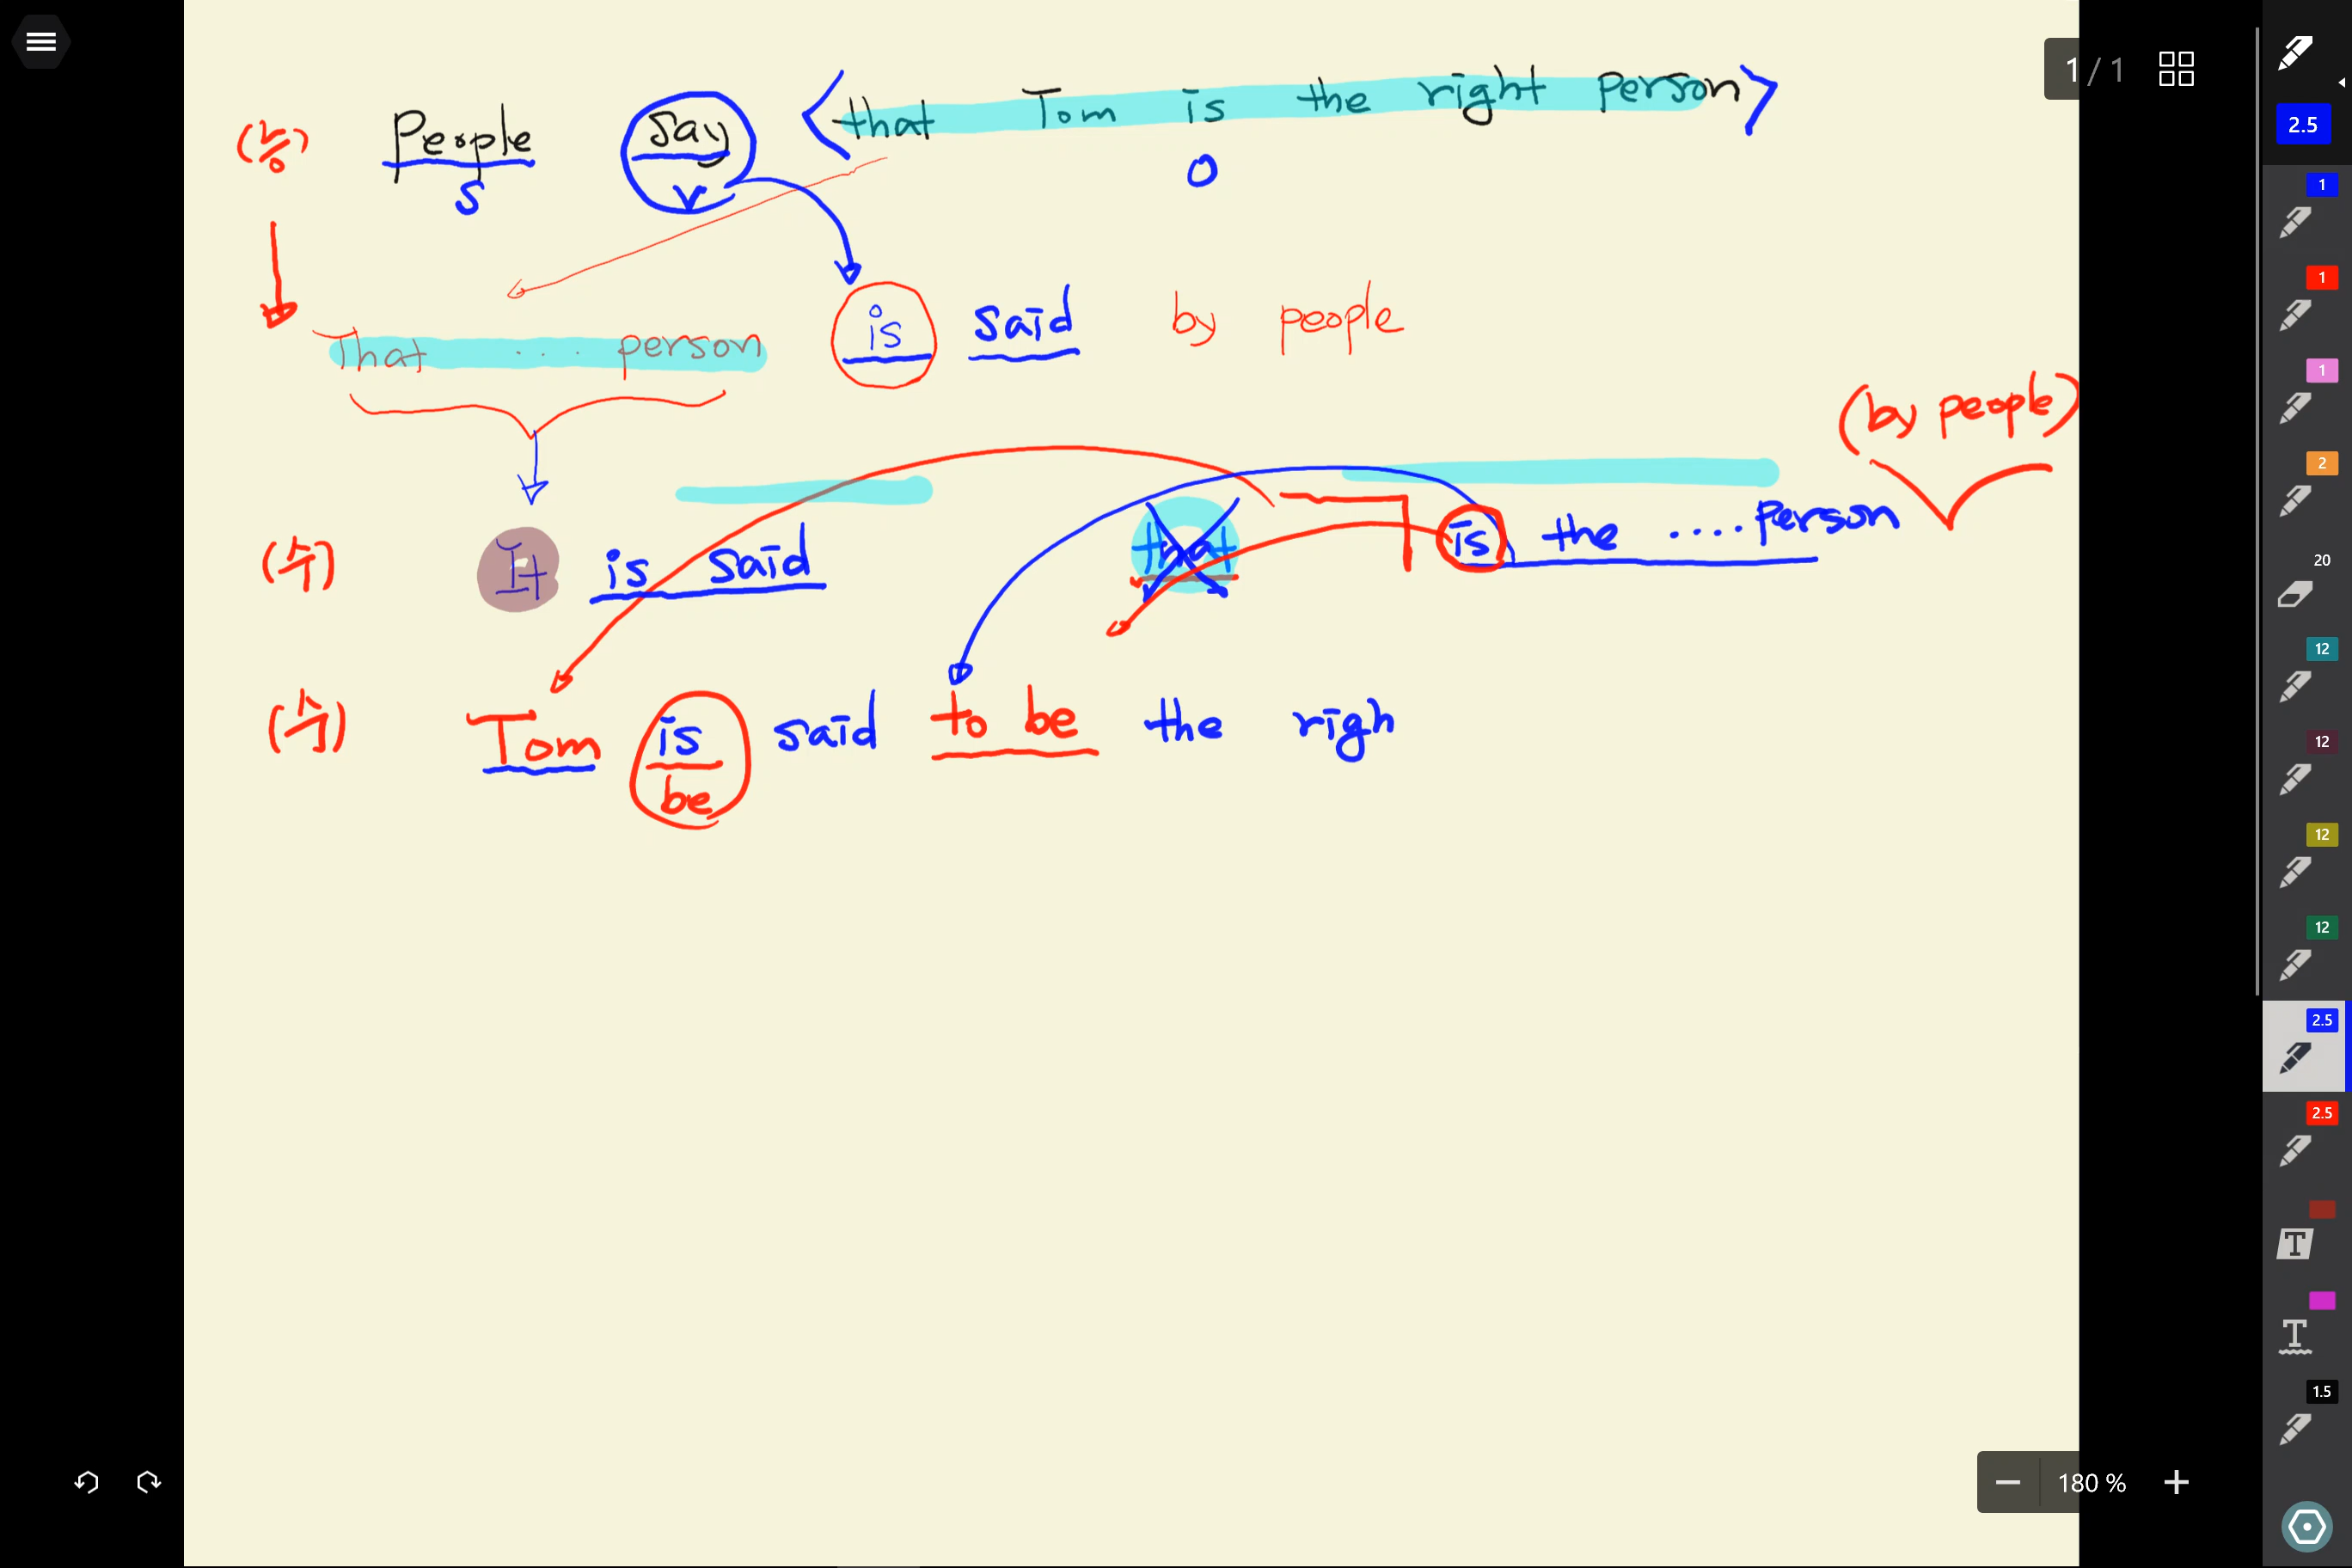 (능) People say <that Tom is the right Person>
S V O
That .... person is said by people
(by people)
(수) It is said that is the .... Person
(수) Tom is said to be the righ
be
1 / 1
2.5
1
1
1
2
20
12
12
12
12
2.5
2.5
T
T
1.5
180 %